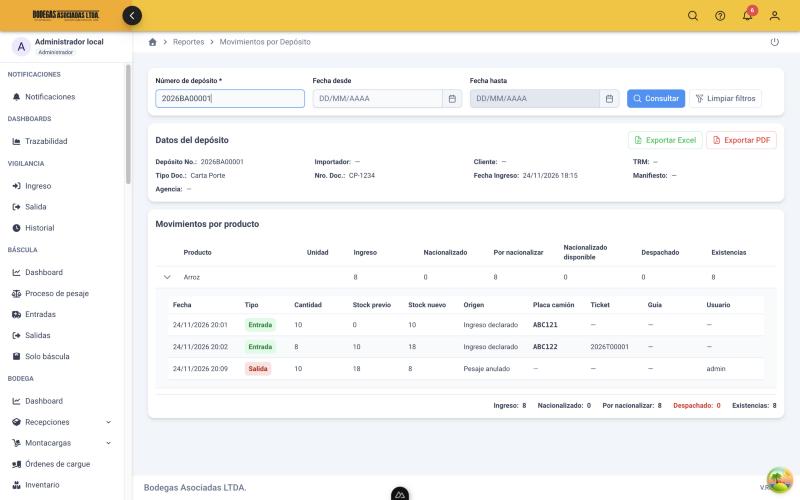 BODEGAS ASOCIADAS LTDA.
6
A
Administrador local
Administrador
Reportes
Movimientos por Depósito
NOTIFICACIONES
Notificaciones
DASHBOARDS
Trazabilidad
VIGILANCIA
Ingreso
Salida
Historial
BÁSCULA
Dashboard
Proceso de pesaje
Entradas
Salidas
Solo báscula
BODEGA
Dashboard
Recepciones
Montacargas
Órdenes de cargue
Inventario
Número de depósito * Fecha desde Fecha hasta
2026BA00001 DD/MM/AAAA DD/MM/AAAA Consultar Limpiar filtros
Datos del depósito Exportar Excel Exportar PDF
Depósito No.: 2026BA00001 Importador: — Cliente: — TRM: —
Tipo Doc.: Carta Porte Nro. Doc.: CP-1234 Fecha Ingreso: 24/11/2026 18:15 Manifiesto: —
Agencia: —
Movimientos por producto
Producto Unidad Ingreso Nacionalizado Por nacionalizar Nacionalizado disponible Despachado Existencias
Arroz 8 0 8 0 0 8
Fecha Tipo Cantidad Stock previo Stock nuevo Origen Placa camión Ticket Guía Usuario
24/11/2026 20:01 Entrada 10 0 10 Ingreso declarado ABC121 — — —
24/11/2026 20:02 Entrada 8 10 18 Ingreso declarado ABC122 2026T00001 — —
24/11/2026 20:09 Salida 10 18 8 Pesaje anulado — — — admin
Ingreso: 8 Nacionalizado: 0 Por nacionalizar: 8 Despachado: 0 Existencias: 8
Bodegas Asociadas LTDA.